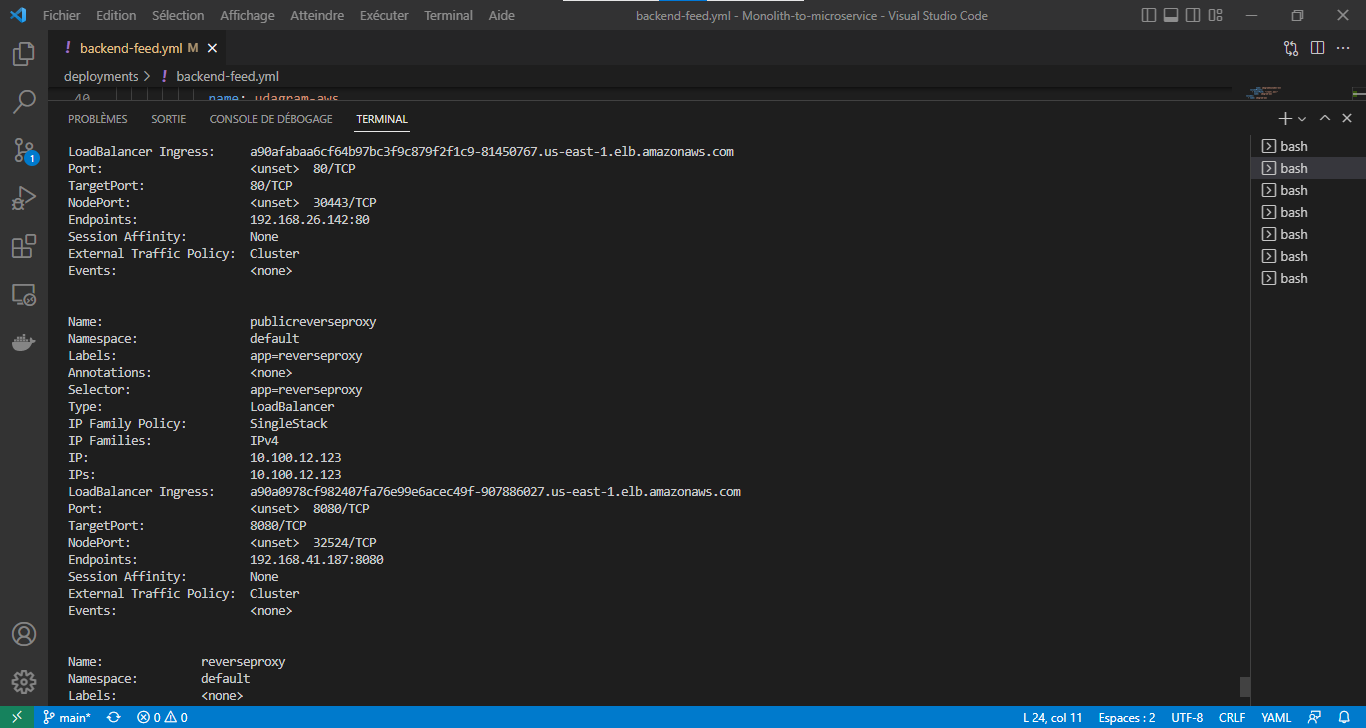 Fichier Edition Sélection Affichage Atteindre Exécuter Terminal Aide backend-feed.yml - Monolith-to-microservice - Visual Studio Code
! backend-feed.yml M
deployments > ! backend-feed.yml
40 name: udagram-aws
PROBLÈMES SORTIE CONSOLE DE DÉBOGAGE TERMINAL
LoadBalancer Ingress: a90afabaa6cf64b97bc3f9c879f2f1c9-81450767.us-east-1.elb.amazonaws.com
Port: <unset> 80/TCP
TargetPort: 80/TCP
NodePort: <unset> 30443/TCP
Endpoints: 192.168.26.142:80
Session Affinity: None
External Traffic Policy: Cluster
Events: <none>
Name: publicreverseproxy
Namespace: default
Labels: app=reverseproxy
Annotations: <none>
Selector: app=reverseproxy
Type: LoadBalancer
IP Family Policy: SingleStack
IP Families: IPv4
IP: 10.100.12.123
IPs: 10.100.12.123
LoadBalancer Ingress: a90a0978cf982407fa76e99e6acec49f-907886027.us-east-1.elb.amazonaws.com
Port: <unset> 8080/TCP
TargetPort: 8080/TCP
NodePort: <unset> 32524/TCP
Endpoints: 192.168.41.187:8080
Session Affinity: None
External Traffic Policy: Cluster
Events: <none>
Name: reverseproxy
Namespace: default
Labels: <none>
bash
bash
bash
bash
bash
bash
bash
1
main* 0 0 L 24, col 11 Espaces : 2 UTF-8 CRLF YAML